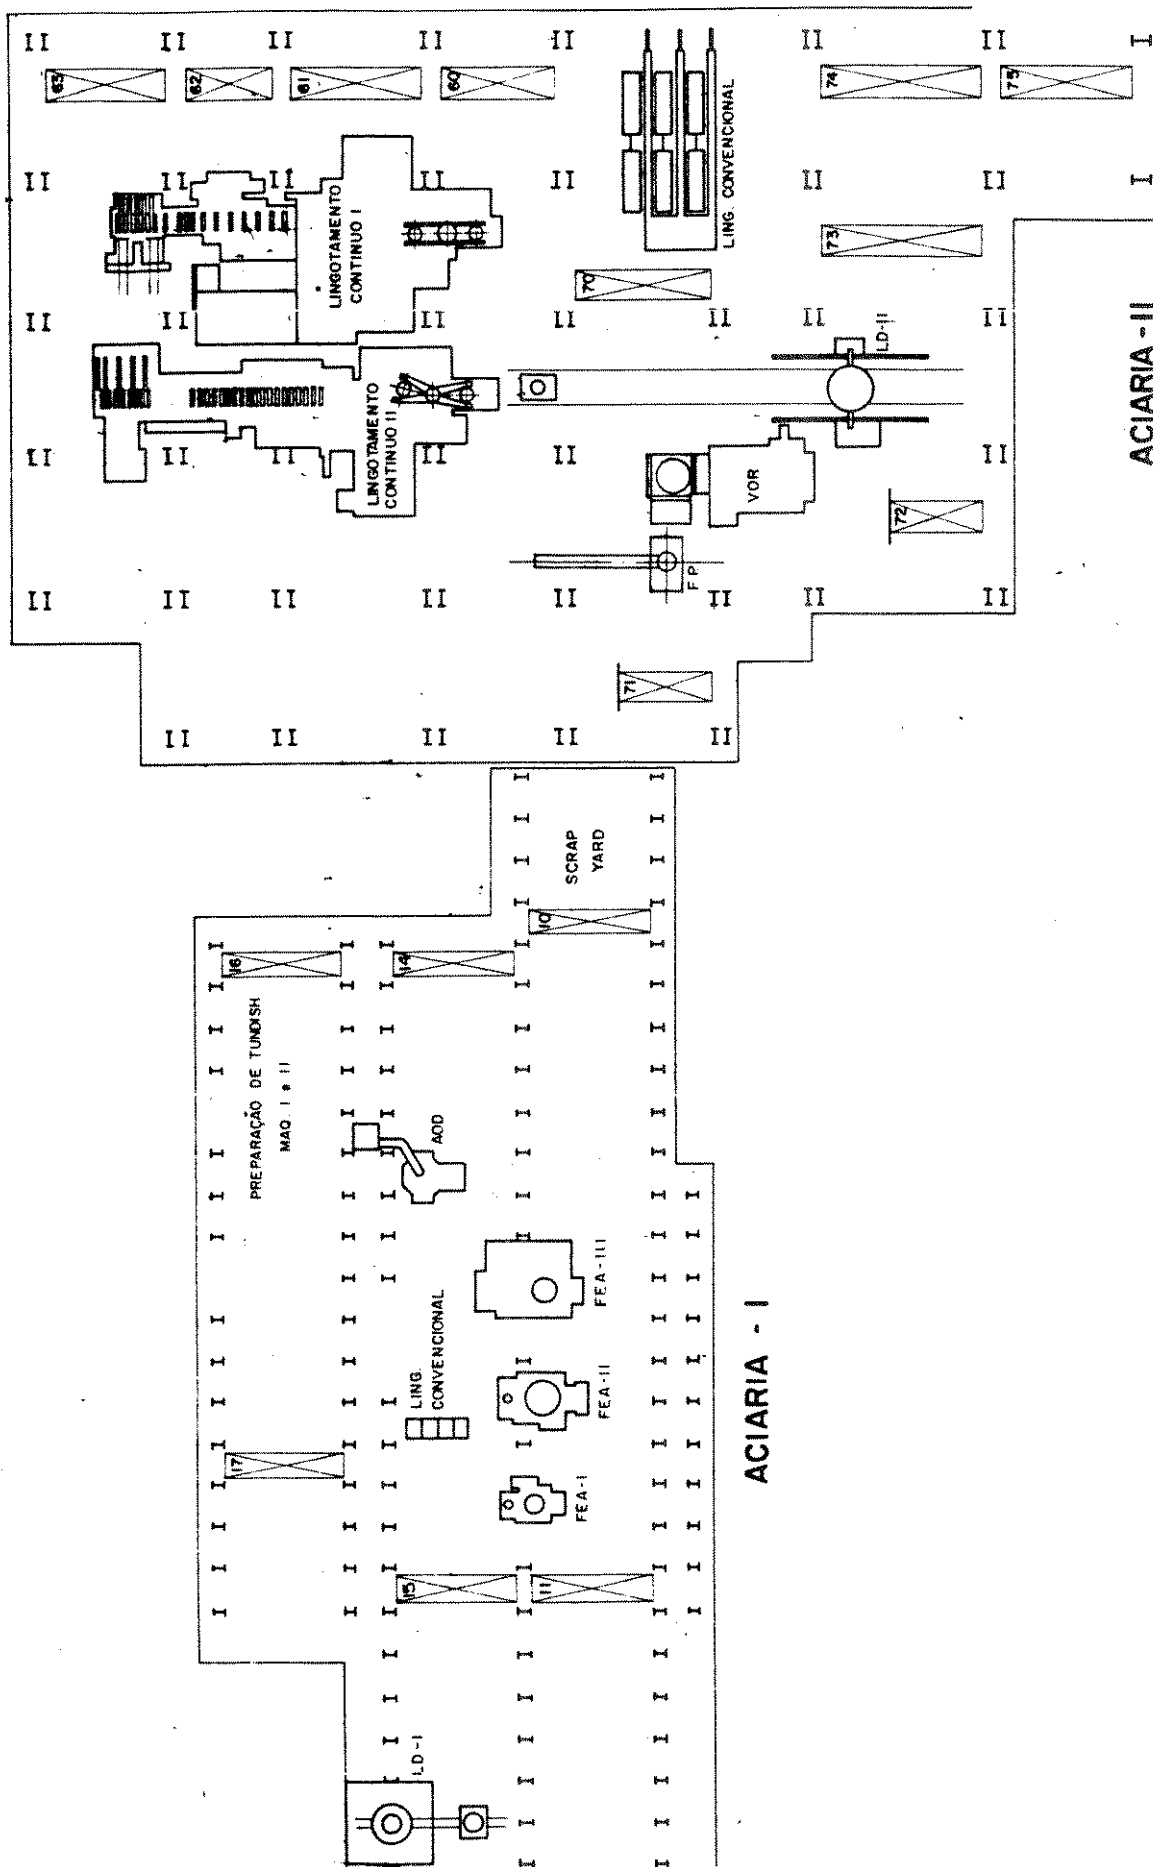 63
62
61
60
74
75
LINGOTAMENTO
CONTINUO I
LING. CONVENCIONAL
73
70
LINGOTAMENTO
CONTINUO II
LD-II
VOR
72
F P
71
ACIARIA - II
SCRAP
YARD
10
16
14
PREPARAÇÃO DE TUNDISH
MAQ. I e II
AOD
FEA-III
LING.
CONVENCIONAL
FEA-II
17
FEA-I
15
11
LD-I
ACIARIA - I